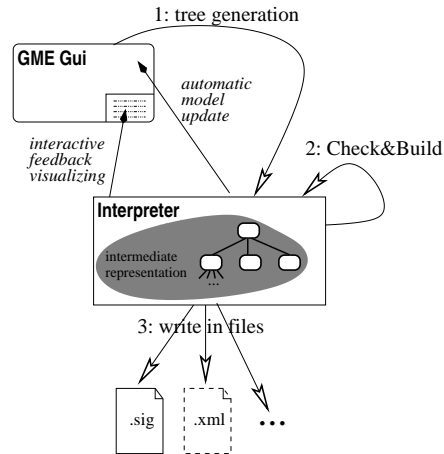 1: tree generation
GME Gui
automatic
model
update
interactive
feedback
visualizing
2: Check&Build
Interpreter
intermediate
representation
...
3: write in files
.sig
.xml
...